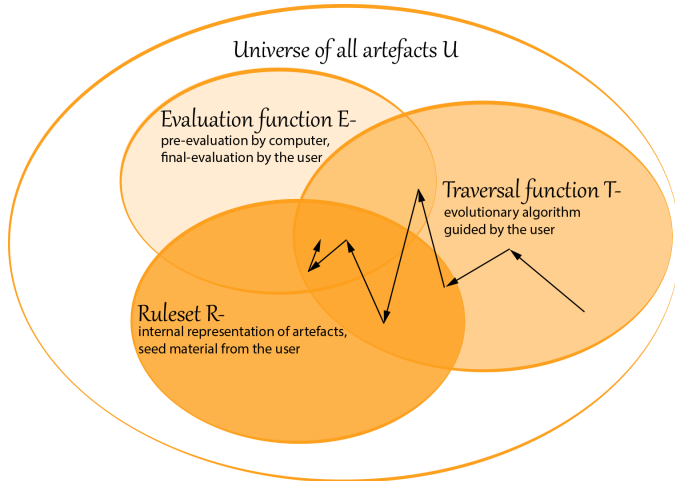 Universe of all artefacts U
Evaluation function E-
pre-evaluation by computer,
final-evaluation by the user
Traversal function T-
evolutionary algorithm
guided by the user
Ruleset R-
internal representation of artefacts,
seed material from the user